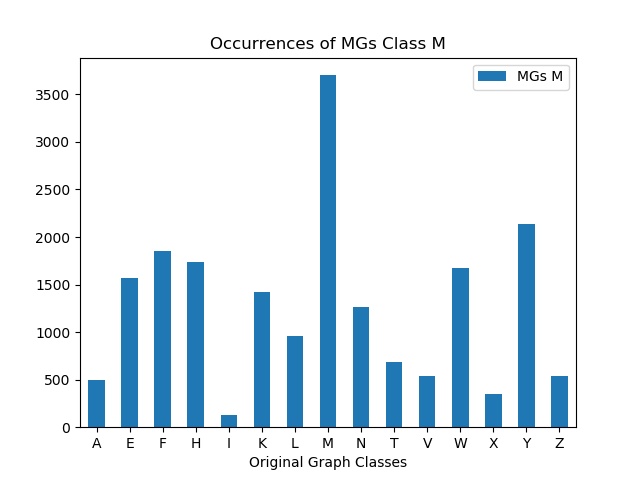 Occurrences of MGs Class M
MGs M
3500
3000
2500
2000
1500
1000
500
0
A E F H I K L M N T V W X Y Z
Original Graph Classes